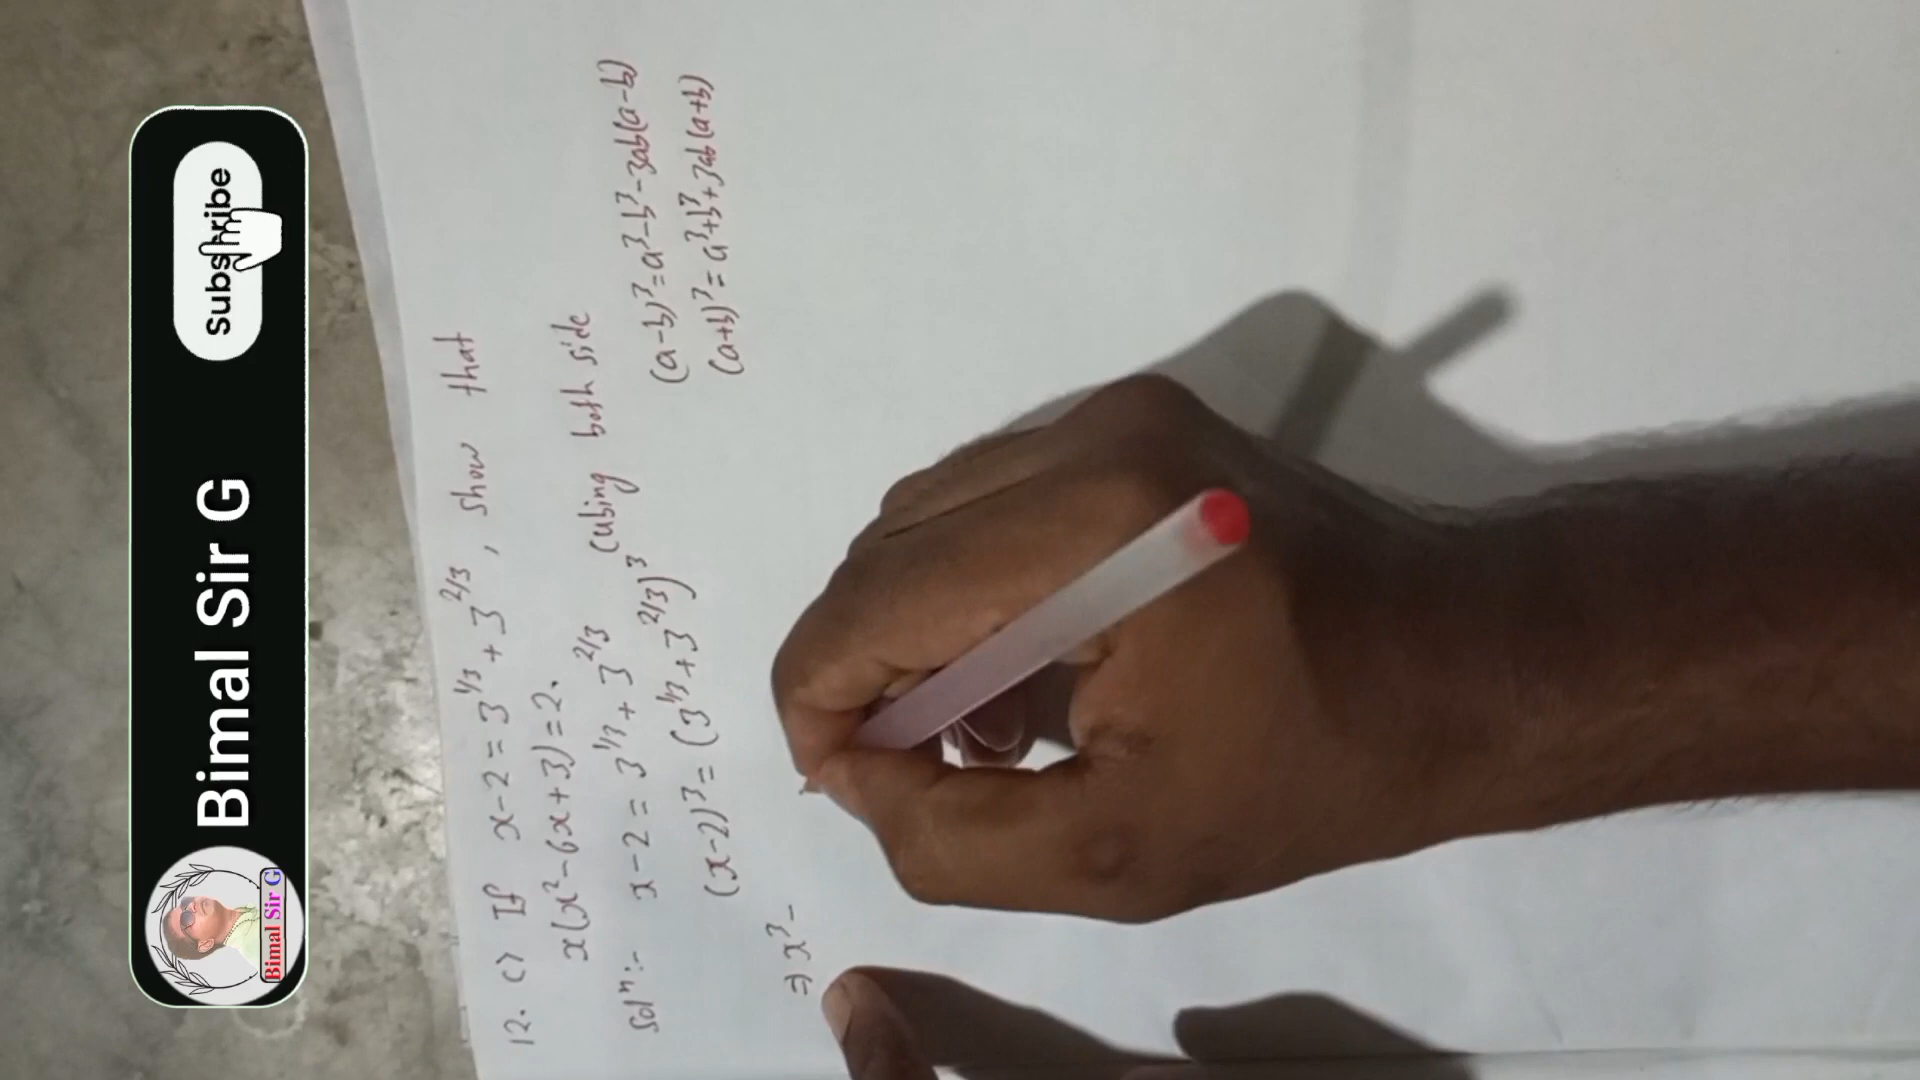 Bimal Sir G
Subscribe
Bimal Sir G
12. c) If x-2 = 3^1/3 + 3^2/3, show that
x(x²-6x+3)=2.
Solⁿ:- x-2 = 3^1/3 + 3^2/3 Cubing both side
(x-2)³ = (3^1/3 + 3^2/3)³
(a-b)³ = a³-b³-3ab(a-b)
(a+b)³ = a³+b³+3ab(a+b)
⇒ x³-